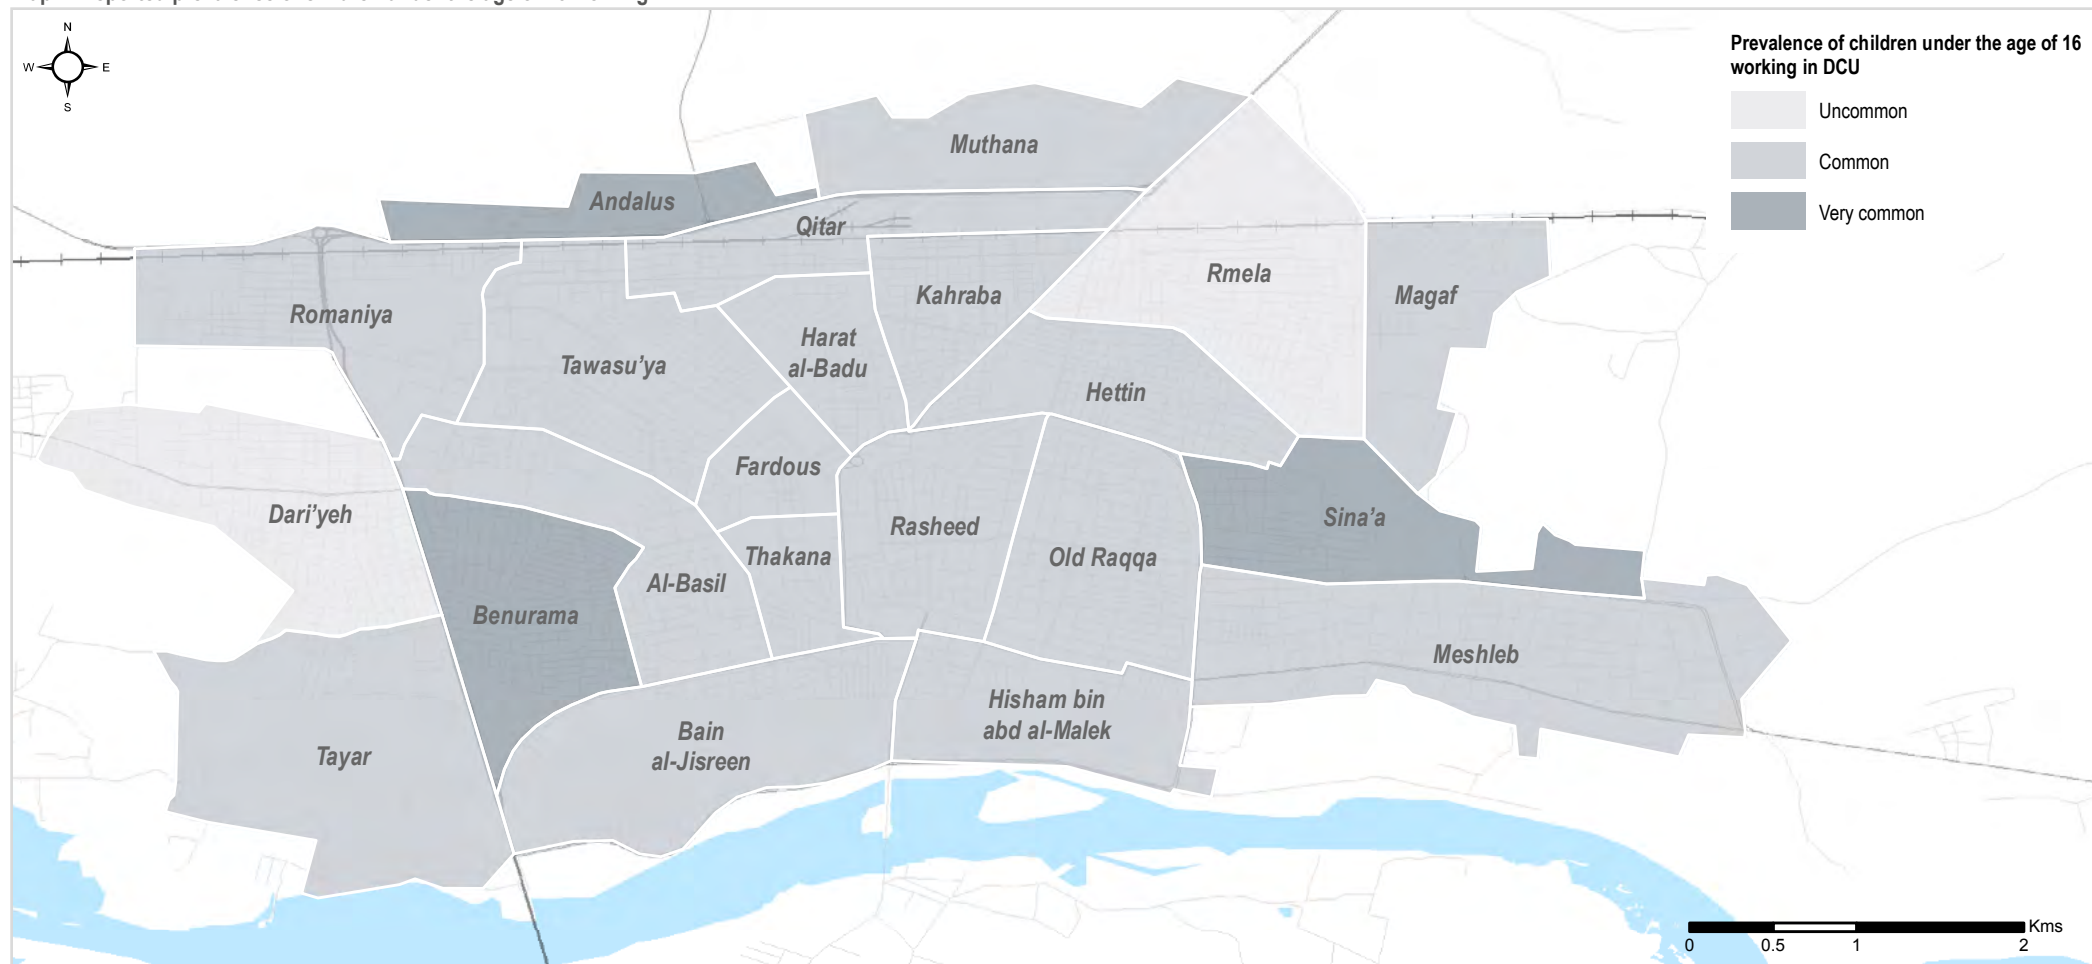 N
W E
S
Prevalence of children under the age of 16
working in DCU
Uncommon
Common
Very common
Muthana
Andalus
Qitar
Rmela
Magaf
Kahraba
Romaniya
Harat
al-Badu
Tawasu’ya
Hettin
Fardous
Dari’yeh
Sina’a
Rasheed
Thakana
Old Raqqa
Al-Basil
Benurama
Meshleb
Hisham bin
abd al-Malek
Bain
al-Jisreen
Tayar
Kms
0 0.5 1 2